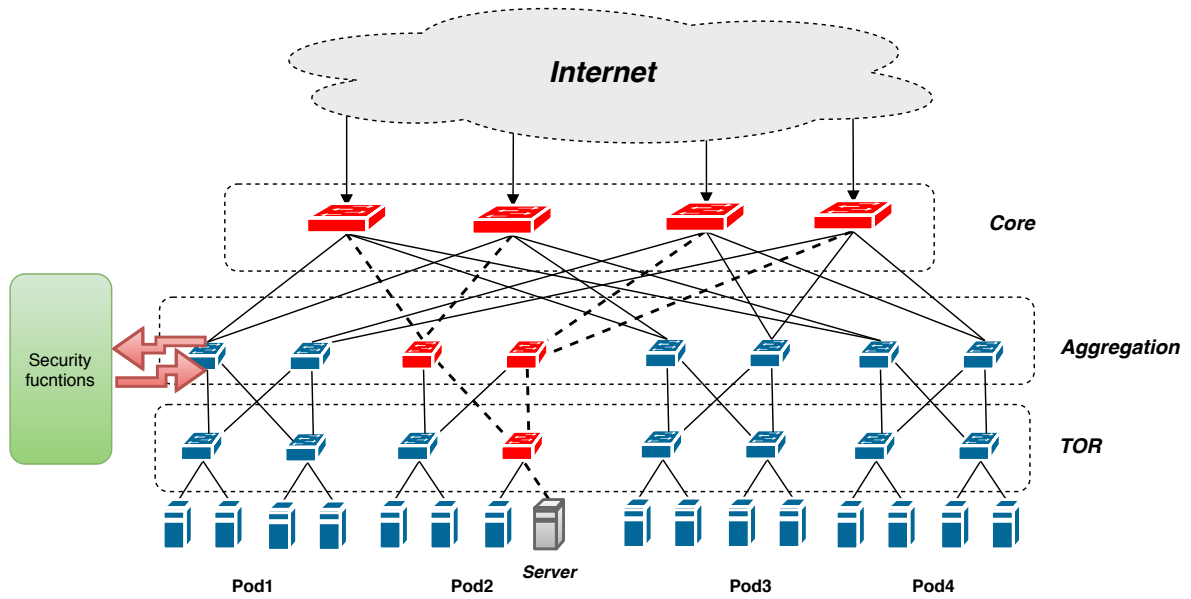 Internet
Core
Security
fucntions
Aggregation
TOR
Server
Pod1
Pod2
Pod3
Pod4